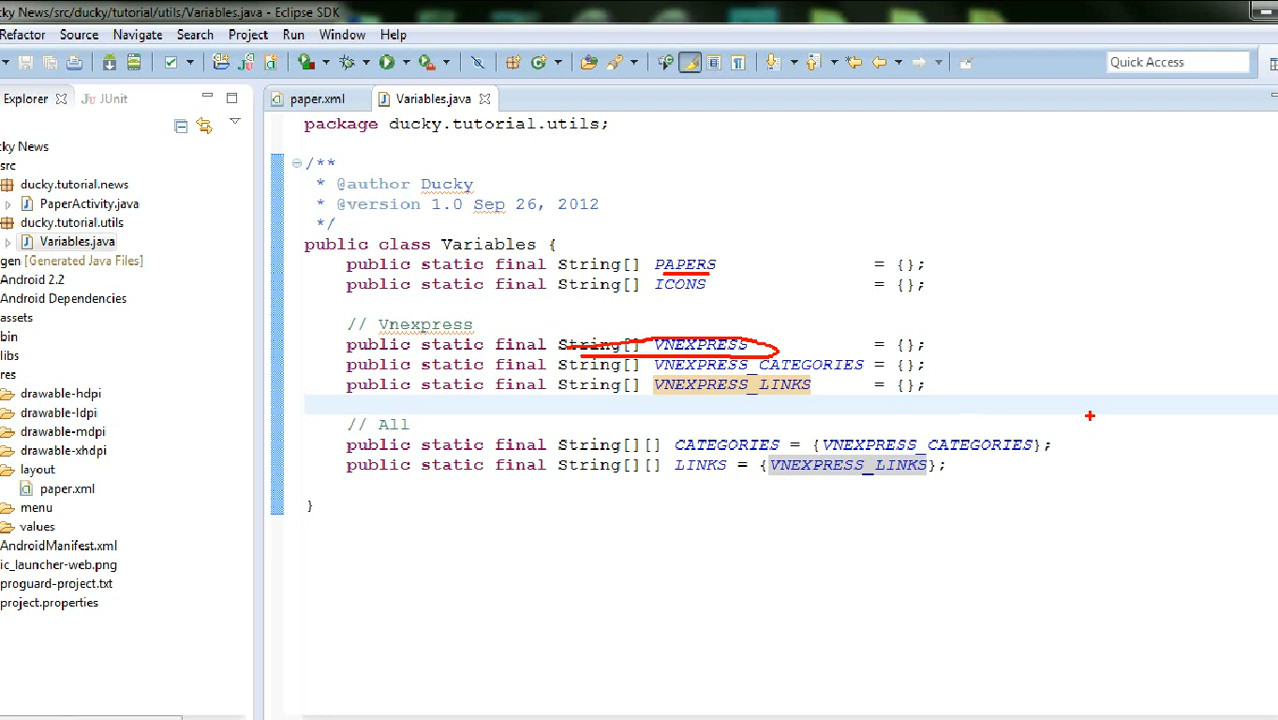 cky News/src/ducky/tutorial/utils/Variables.java - Eclipse SDK
Refactor Source Navigate Search Project Run Window Help
Quick Access
Explorer JUnit
paper.xml Variables.java
cky News
src
ducky.tutorial.news
PaperActivity.java
ducky.tutorial.utils
Variables.java
gen [Generated Java Files]
Android 2.2
Android Dependencies
assets
bin
libs
res
drawable-hdpi
drawable-ldpi
drawable-mdpi
drawable-xhdpi
layout
paper.xml
menu
values
AndroidManifest.xml
ic_launcher-web.png
proguard-project.txt
project.properties
package ducky.tutorial.utils;
/**
* @author Ducky
* @version 1.0 Sep 26, 2012
*/
public class Variables {
public static final String[] PAPERS = {};
public static final String[] ICONS = {};
// Vnexpress
public static final String[] VNEXPRESS = {};
public static final String[] VNEXPRESS_CATEGORIES = {};
public static final String[] VNEXPRESS_LINKS = {};
// All
public static final String[][] CATEGORIES = {VNEXPRESS_CATEGORIES};
public static final String[][] LINKS = {VNEXPRESS_LINKS};
}